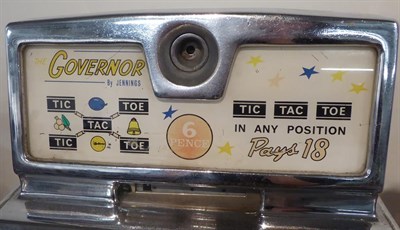 GOVERNOR
By JENNINGS
TIC TOE
TAC
TIC TOE
6
PENCE
TIC TAC TOE
IN ANY POSITION
Pays 18